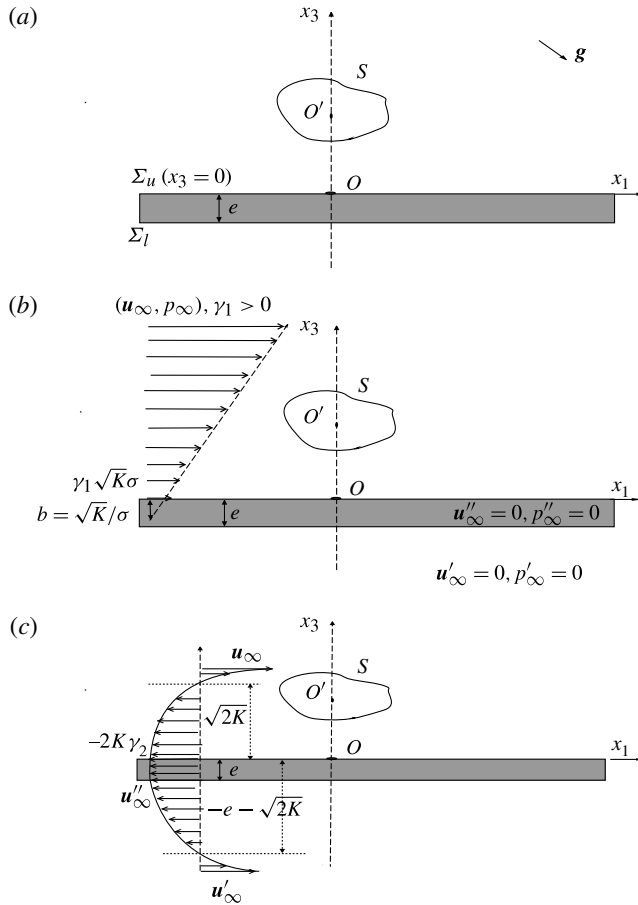 (a)
x₃
g
S
O′
Σᵤ (x₃ = 0)
O
x₁
e
Σₗ
(b)
(u∞, p∞), γ₁ > 0
x₃
S
O′
γ₁√Kσ
O
x₁
b = √K/σ
e
u″∞ = 0, p″∞ = 0
u′∞ = 0, p′∞ = 0
(c)
x₃
u∞
S
O′
√2K
−2Kγ₂
O
x₁
e
u″∞
−e − √2K
u′∞